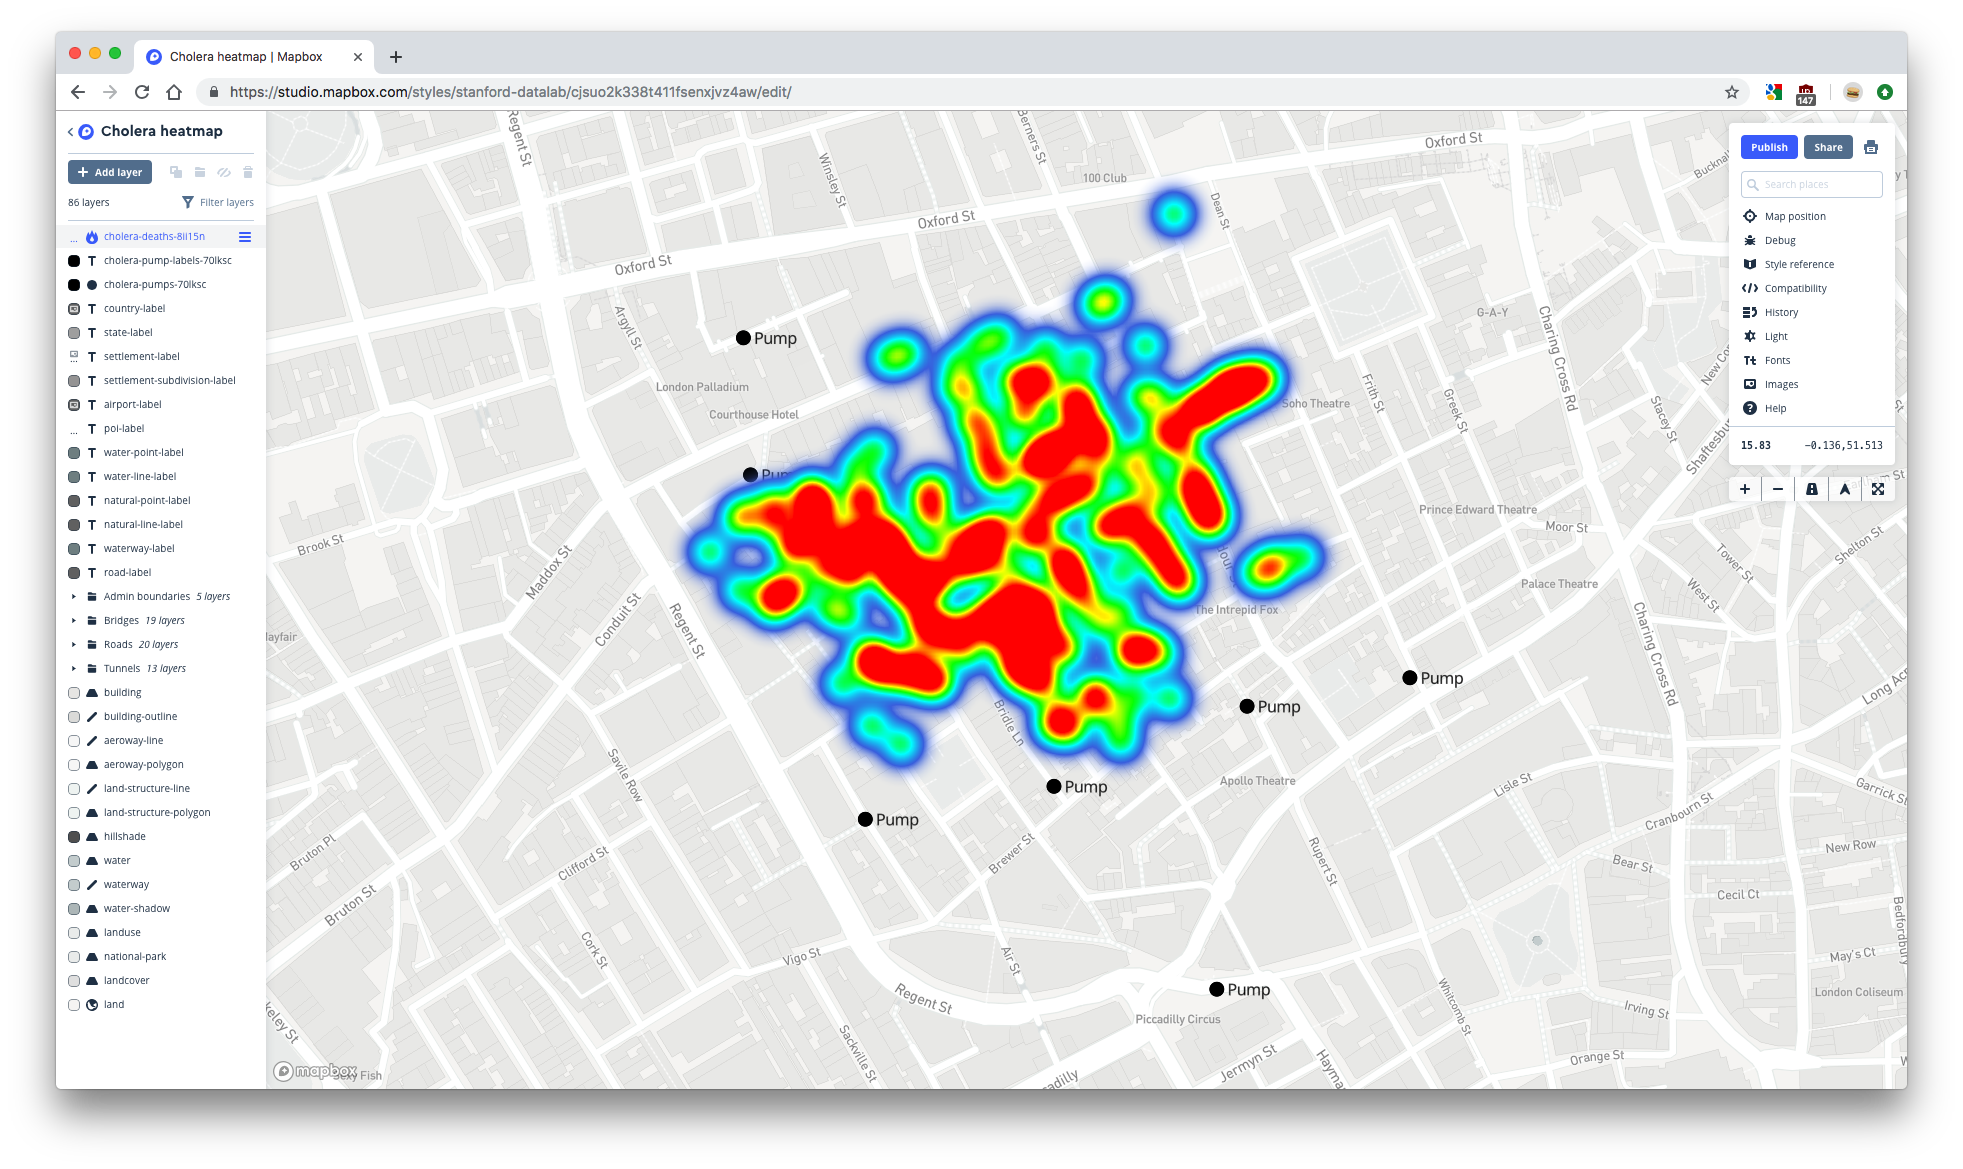 Cholera heatmap | Mapbox
https://studio.mapbox.com/styles/stanford-datalab/cjsuo2k338t411fsenxjvz4aw/edit/
147
Cholera heatmap
Add layer
86 layers
Filter layers
cholera-deaths-8ii15n
cholera-pump-labels-70lksc
cholera-pumps-70lksc
country-label
state-label
settlement-label
settlement-subdivision-label
airport-label
poi-label
water-point-label
water-line-label
natural-point-label
natural-line-label
waterway-label
road-label
Admin boundaries 5 layers
Bridges 19 layers
Roads 20 layers
Tunnels 13 layers
building
building-outline
aeroway-line
aeroway-polygon
land-structure-line
land-structure-polygon
hillshade
water
waterway
water-shadow
landuse
national-park
landcover
land
Publish
Share
Search places
Map position
Debug
Style reference
Compatibility
History
Light
Fonts
Images
Help
15.83 -0.136,51.513
Regent St
Berners St
Oxford St
Winsley St
100 Club
Dean St
Oxford St
Oxford St
Argyll St
Pump
London Palladium
Courthouse Hotel
Pum
G-A-Y
Charing Cross Rd
Soho Theatre
Frith St
Greek St
Stacey St
Prince Edward Theatre
Moor St
Brook St
Maddox St
Conduit St
Regent St
Tower St
Shelton St
West St
Palace Theatre
The Intrepid Fox
ayfair
Charing Cross Rd
Pump
Pump
Long Ac
Bridle Ln
Savile Row
Pump
Apollo Theatre
Lisle St
Garrick S
Cranbourn St
Pump
Brewer St
Rupert St
New Row
Bear St
Cecil Ct
Bruton Pl
Clifford St
Bruton St
Bedfordbury
Cork St
Vigo St
Air St
May's Ct
Regent St
Pump
Whitcomb St
London Coliseum
Irving St
Piccadilly Circus
keley St
Sackville St
Jermyn St
Hayma
Orange St
mapbox
Sexy Fish
cadilly